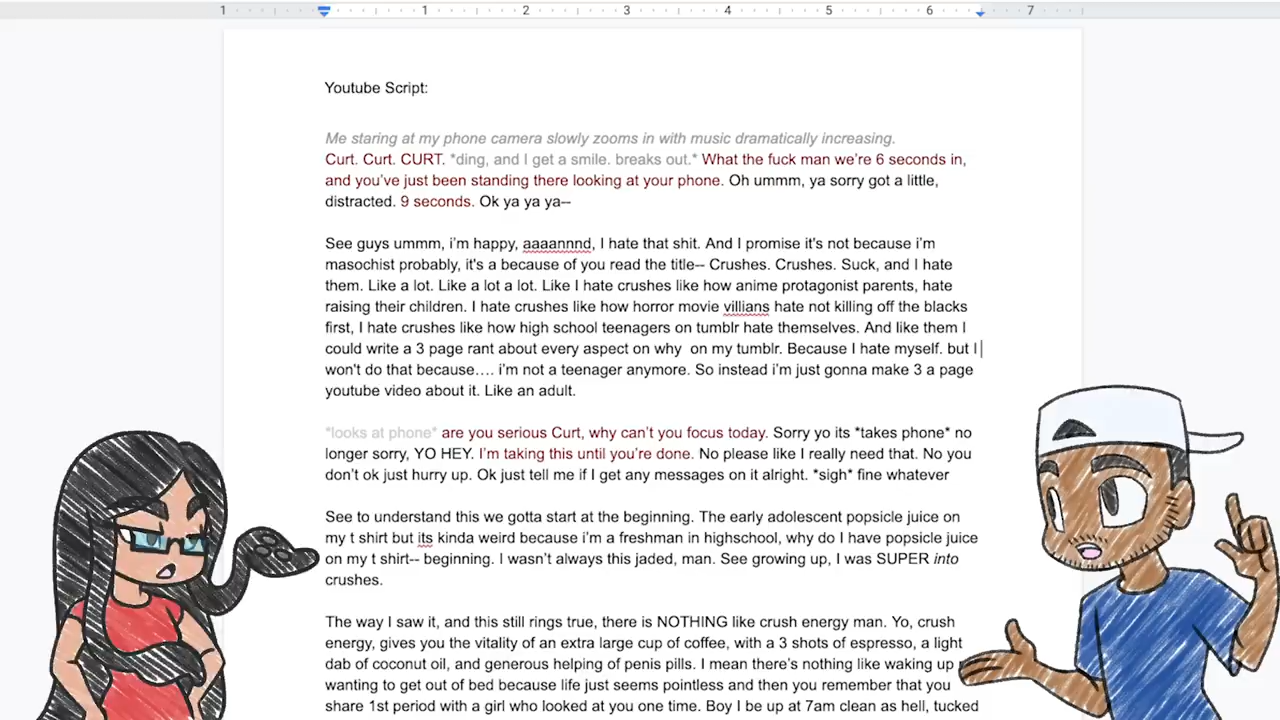 1 1 2 3 4 5 6 7
Youtube Script:
Me staring at my phone camera slowly zooms in with music dramatically increasing.
Curt. Curt. CURT. *ding, and I get a smile. breaks out.* What the fuck man we're 6 seconds in,
and you've just been standing there looking at your phone. Oh ummm, ya sorry got a little,
distracted. 9 seconds. Ok ya ya ya--
See guys ummm, i'm happy, aaaannnd, I hate that shit. And I promise it's not because i'm
masochist probably, it's a because of you read the title-- Crushes. Crushes. Suck, and I hate
them. Like a lot. Like a lot a lot. Like I hate crushes like how anime protagonist parents, hate
raising their children. I hate crushes like how horror movie villians hate not killing off the blacks
first, I hate crushes like how high school teenagers on tumblr hate themselves. And like them I
could write a 3 page rant about every aspect on why on my tumblr. Because I hate myself. but I
won't do that because…. i'm not a teenager anymore. So instead i'm just gonna make 3 a page
youtube video about it. Like an adult.
*looks at phone* are you serious Curt, why can't you focus today. Sorry yo its *takes phone* no
longer sorry, YO HEY. I'm taking this until you're done. No please like I really need that. No you
don't ok just hurry up. Ok just tell me if I get any messages on it alright. *sigh* fine whatever
See to understand this we gotta start at the beginning. The early adolescent popsicle juice on
my t shirt but its kinda weird because i'm a freshman in highschool, why do I have popsicle juice
on my t shirt-- beginning. I wasn't always this jaded, man. See growing up, I was SUPER into
crushes.
The way I saw it, and this still rings true, there is NOTHING like crush energy man. Yo, crush
energy, gives you the vitality of an extra large cup of coffee, with a 3 shots of espresso, a light
dab of coconut oil, and generous helping of penis pills. I mean there's nothing like waking up
wanting to get out of bed because life just seems pointless and then you remember that you
share 1st period with a girl who looked at you one time. Boy I be up at 7am clean as hell, tucked